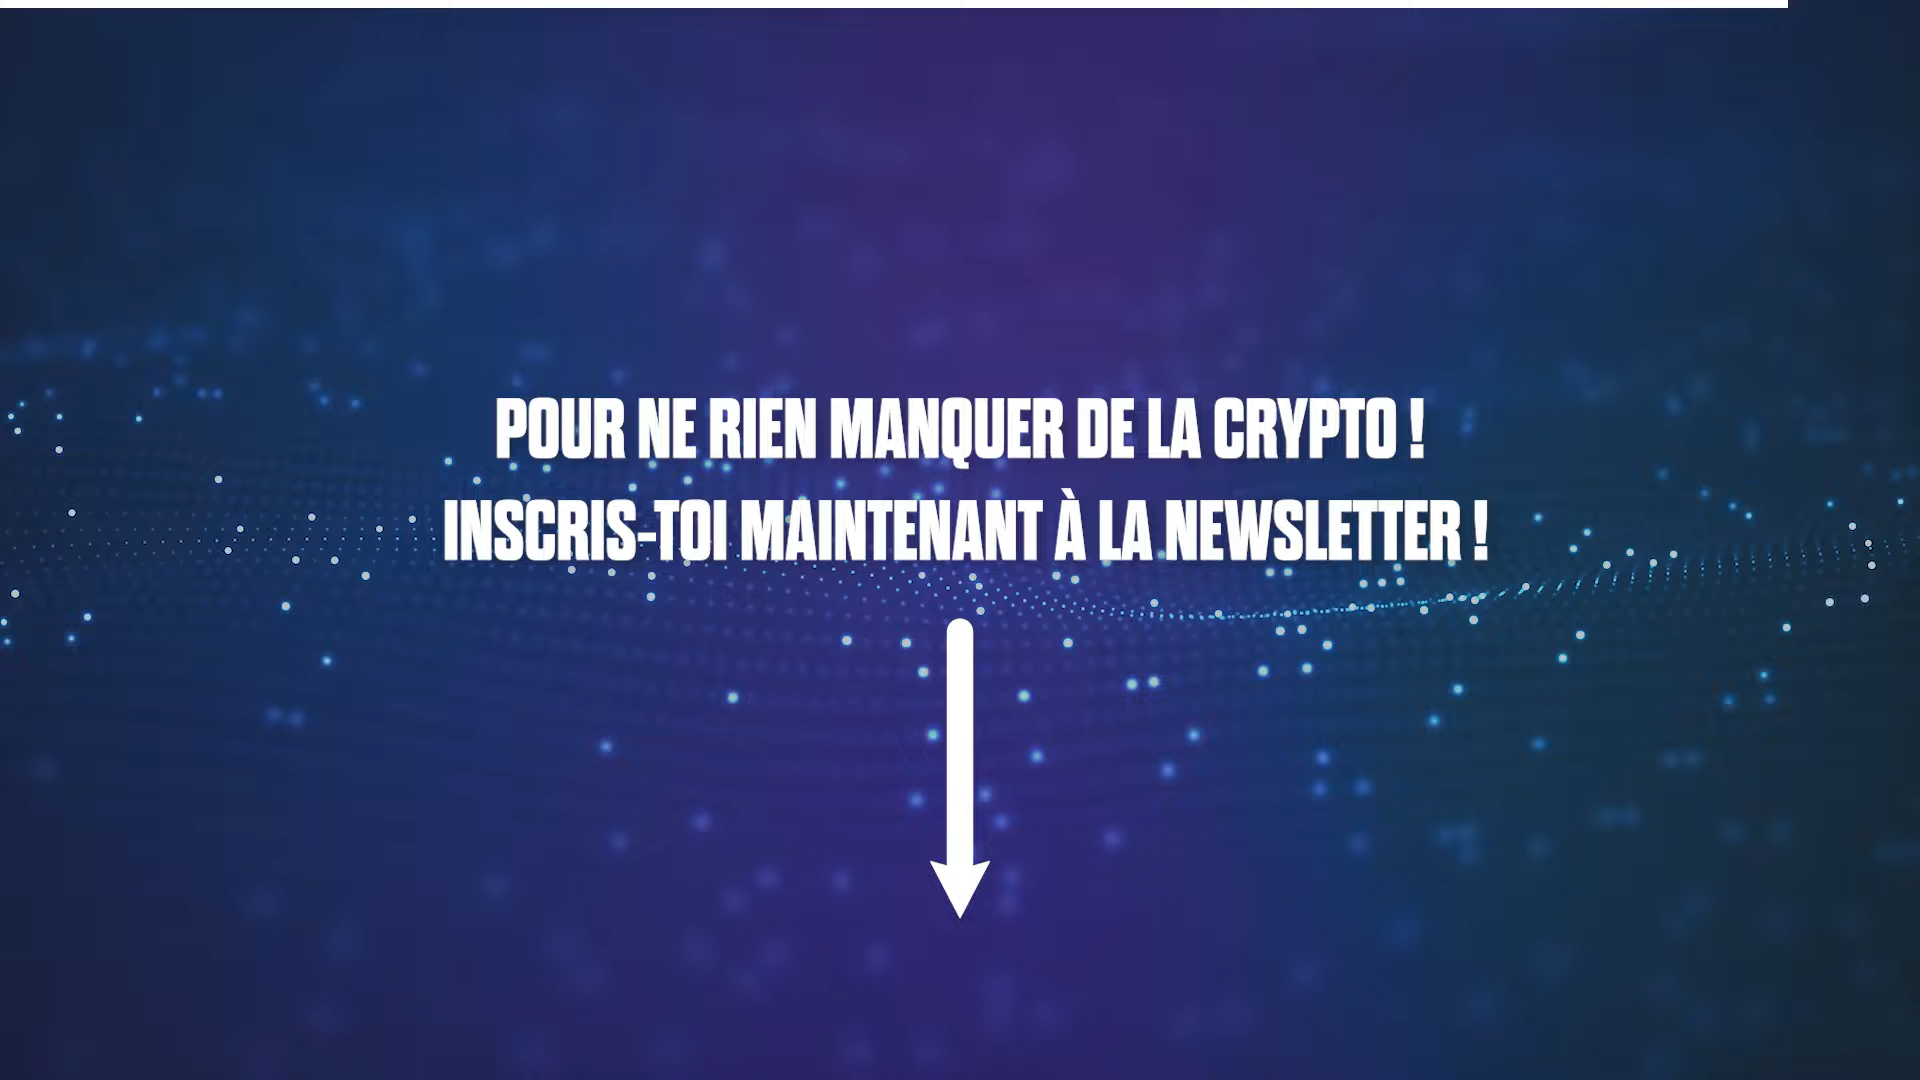 POUR NE RIEN MANQUER DE LA CRYPTO !
INSCRIS-TOI MAINTENANT À LA NEWSLETTER !